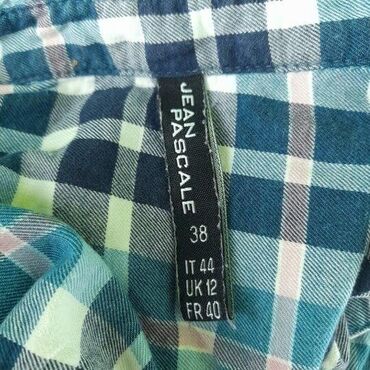 JEAN
PASCALE
38
IT 44
UK 12
FR 40